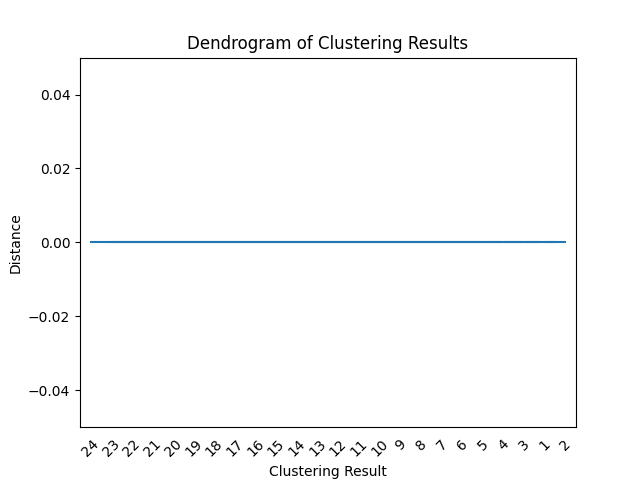 Dendrogram of Clustering Results
0.04
0.02
0.00
−0.02
−0.04
Distance
24 23 22 21 20 19 18 17 16 15 14 13 12 11 10 9 8 7 6 5 4 3 1 2
Clustering Result